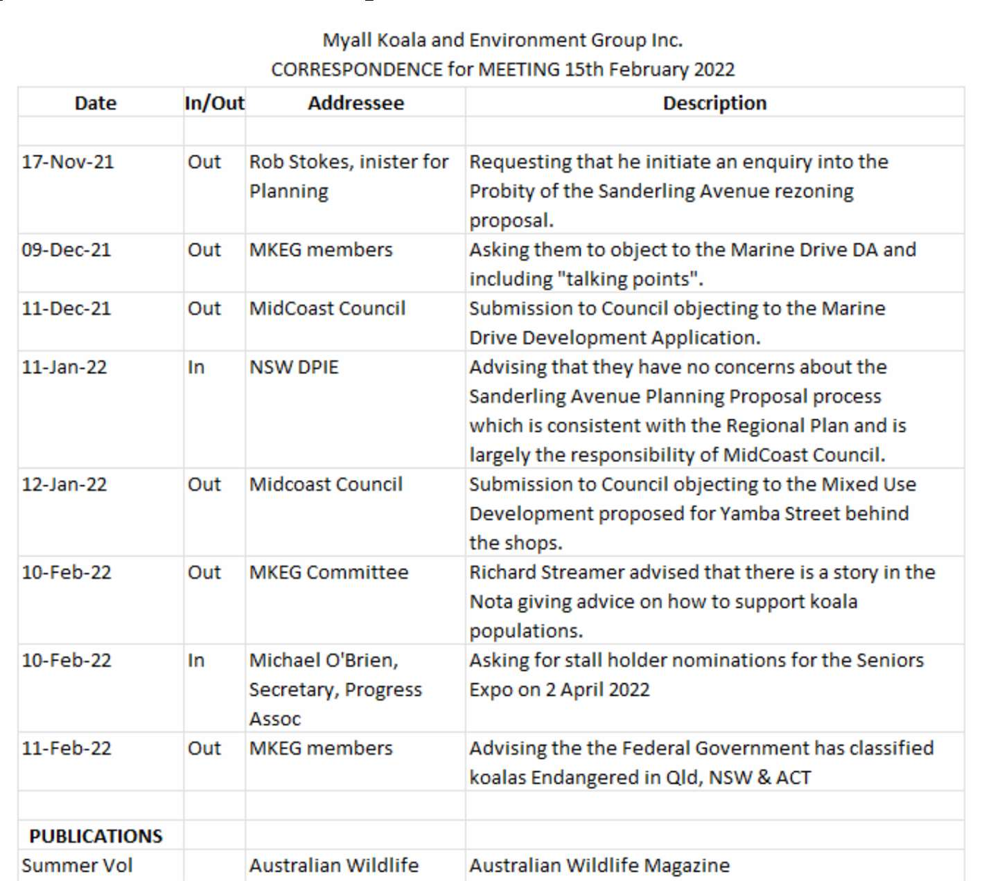 Myall Koala and Environment Group Inc.
CORRESPONDENCE for MEETING 15th February 2022
Date In/Out Addressee Description
17-Nov-21 Out Rob Stokes, inister for Requesting that he initiate an enquiry into the
Planning Probity of the Sanderling Avenue rezoning
proposal.
09-Dec-21 Out MKEG members Asking them to object to the Marine Drive DA and
including "talking points".
11-Dec-21 Out MidCoast Council Submission to Council objecting to the Marine
Drive Development Application.
11-Jan-22 In NSW DPIE Advising that they have no concerns about the
Sanderling Avenue Planning Proposal process
which is consistent with the Regional Plan and is
largely the responsibility of MidCoast Council.
12-Jan-22 Out Midcoast Council Submission to Council objecting to the Mixed Use
Development proposed for Yamba Street behind
the shops.
10-Feb-22 Out MKEG Committee Richard Streamer advised that there is a story in the
Nota giving advice on how to support koala
populations.
10-Feb-22 In Michael O'Brien, Asking for stall holder nominations for the Seniors
Secretary, Progress Expo on 2 April 2022
Assoc
11-Feb-22 Out MKEG members Advising the the Federal Government has classified
koalas Endangered in Qld, NSW & ACT
PUBLICATIONS
Summer Vol Australian Wildlife Australian Wildlife Magazine